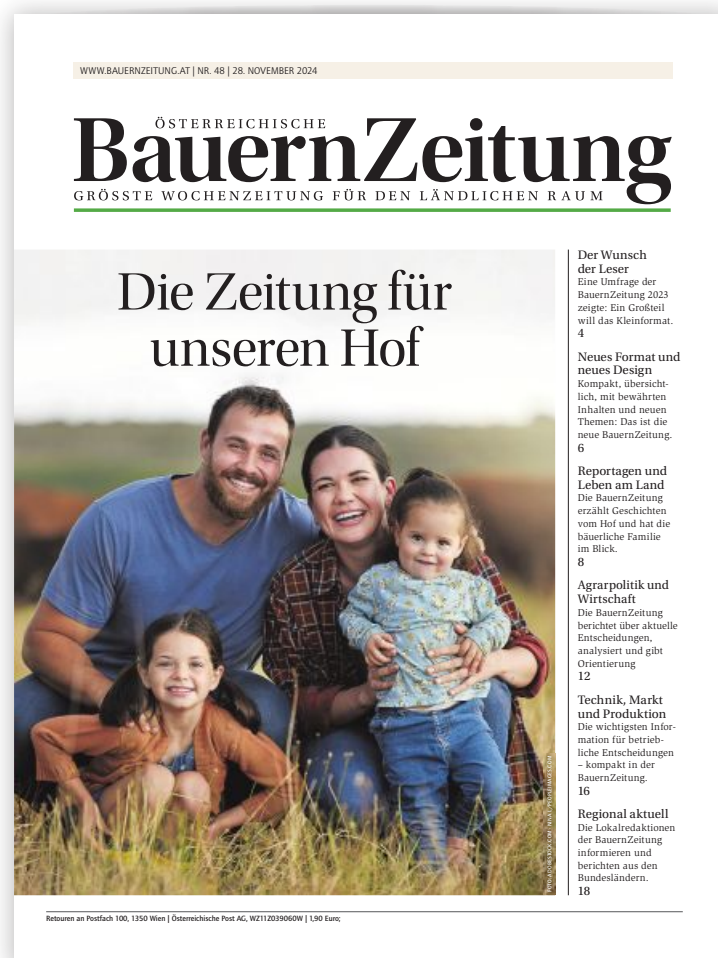 WWW.BAUERNZEITUNG.AT | NR. 48 | 28. NOVEMBER 2024
ÖSTERREICHISCHE
BauernZeitung
GRÖSSTE WOCHENZEITUNG FÜR DEN LÄNDLICHEN RAUM
Die Zeitung für
unseren Hof
Der Wunsch
der Leser
Eine Umfrage der
BauernZeitung 2023
zeigte: Ein Großteil
will das Kleinformat.
4
Neues Format und
neues Design
Kompakt, übersicht-
lich, mit bewährten
Inhalten und neuen
Themen: Das ist die
neue BauernZeitung.
6
Reportagen und
Leben am Land
Die BauernZeitung
erzählt Geschichten
vom Hof und hat die
bäuerliche Familie
im Blick.
8
Agrarpolitik und
Wirtschaft
Die BauernZeitung
berichtet über aktuelle
Entscheidungen,
analysiert und gibt
Orientierung
12
Technik, Markt
und Produktion
Die wichtigsten Infor-
mation für betrieb-
liche Entscheidungen
– kompakt in der
BauernZeitung.
16
Regional aktuell
Die Lokalredaktionen
der BauernZeitung
informieren und
berichten aus den
Bundesländern.
18
Retouren an Postfach 100, 1350 Wien | Österreichische Post AG, WZ11Z039060W | 1,90 Euro;